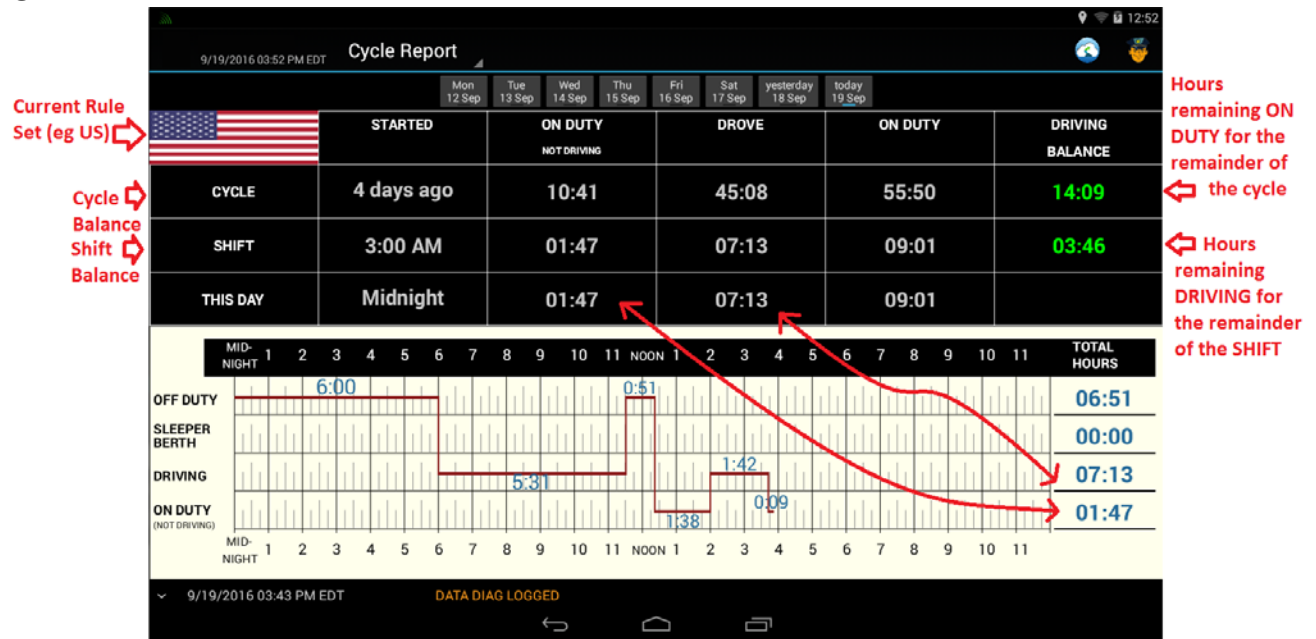 12:52
9/19/2016 03:52 PM EDT Cycle Report
Mon 12 Sep Tue 13 Sep Wed 14 Sep Thu 15 Sep Fri 16 Sep Sat 17 Sep yesterday 18 Sep today 19 Sep
Current Rule
Set (eg US)
STARTED ON DUTY NOT DRIVING DROVE ON DUTY DRIVING BALANCE
Hours
remaining ON
DUTY for the
remainder of
the cycle
Cycle
Balance
CYCLE 4 days ago 10:41 45:08 55:50 14:09
Shift
Balance
SHIFT 3:00 AM 01:47 07:13 09:01 03:46
Hours
remaining
DRIVING for
the remainder
of the SHIFT
THIS DAY Midnight 01:47 07:13 09:01
MID-NIGHT 1 2 3 4 5 6 7 8 9 10 11 NOON 1 2 3 4 5 6 7 8 9 10 11 TOTAL HOURS
OFF DUTY 6:00 0:51 06:51
SLEEPER BERTH 00:00
DRIVING 5:31 1:42 07:13
ON DUTY (NOT DRIVING) 1:38 0:09 01:47
MID-NIGHT 1 2 3 4 5 6 7 8 9 10 11 NOON 1 2 3 4 5 6 7 8 9 10 11
9/19/2016 03:43 PM EDT DATA DIAG LOGGED